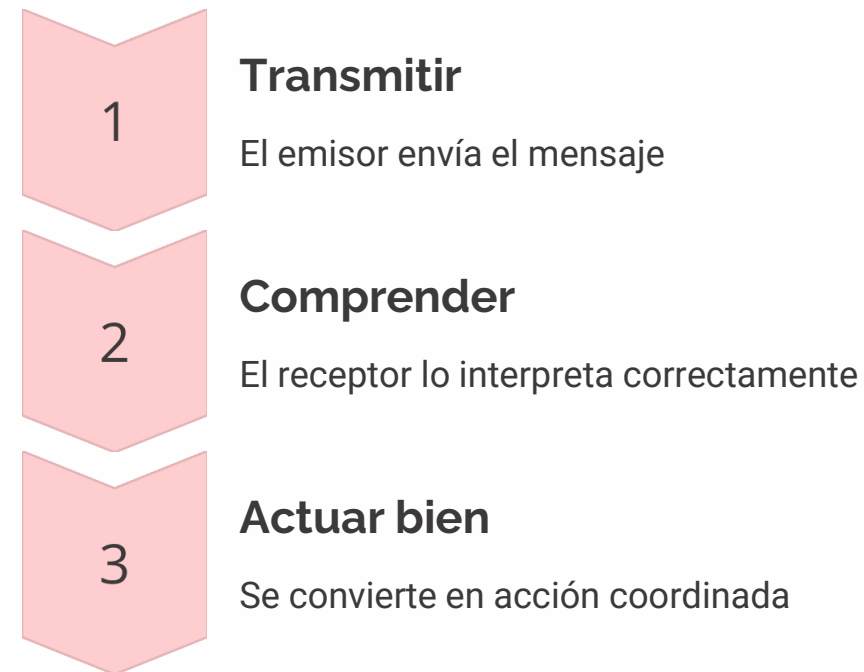 1
Transmitir
El emisor envía el mensaje
2
Comprender
El receptor lo interpreta correctamente
3
Actuar bien
Se convierte en acción coordinada